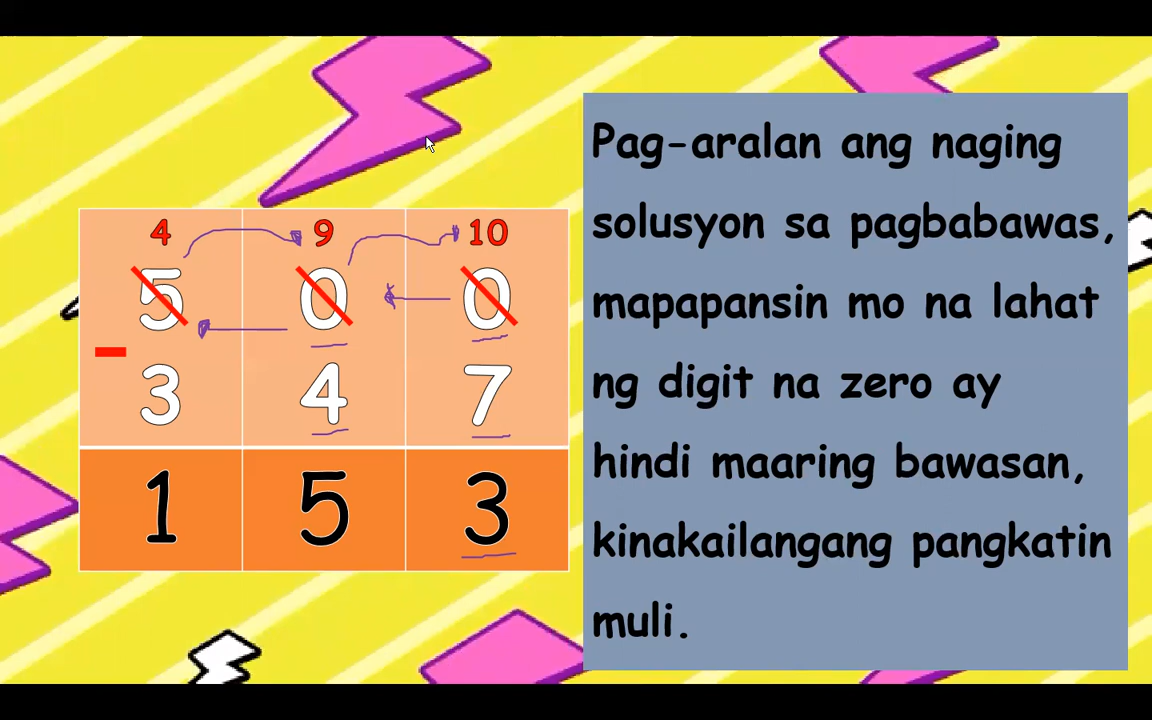 4 9 10
5 0 0
- 3 4 7
1 5 3
Pag-aralan ang naging
solusyon sa pagbabawas,
mapapansin mo na lahat
ng digit na zero ay
hindi maaring bawasan,
kinakailangang pangkatin
muli.